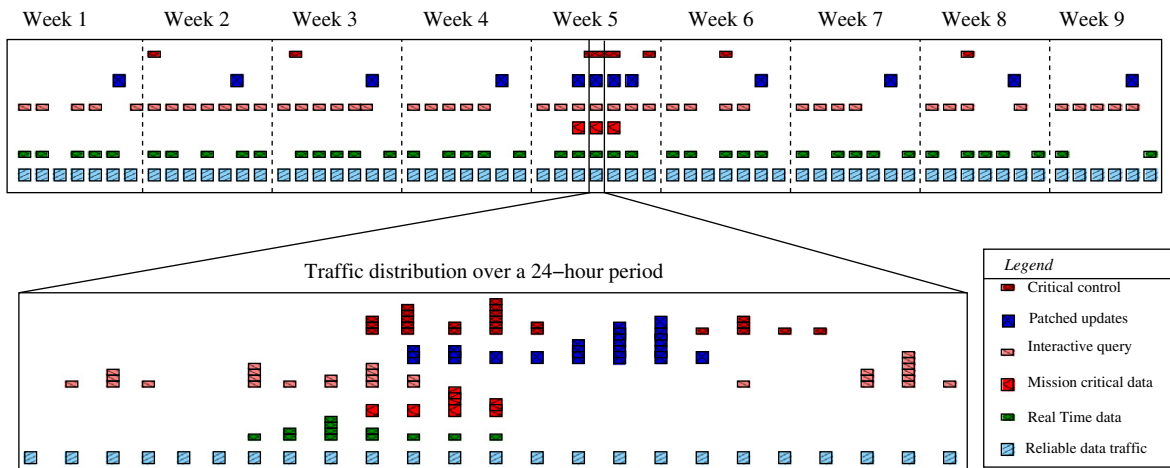 Week 1 Week 2 Week 3 Week 4 Week 5 Week 6 Week 7 Week 8 Week 9
Traffic distribution over a 24−hour period
Legend
Critical control
Patched updates
Interactive query
Mission critical data
Real Time data
Reliable data traffic